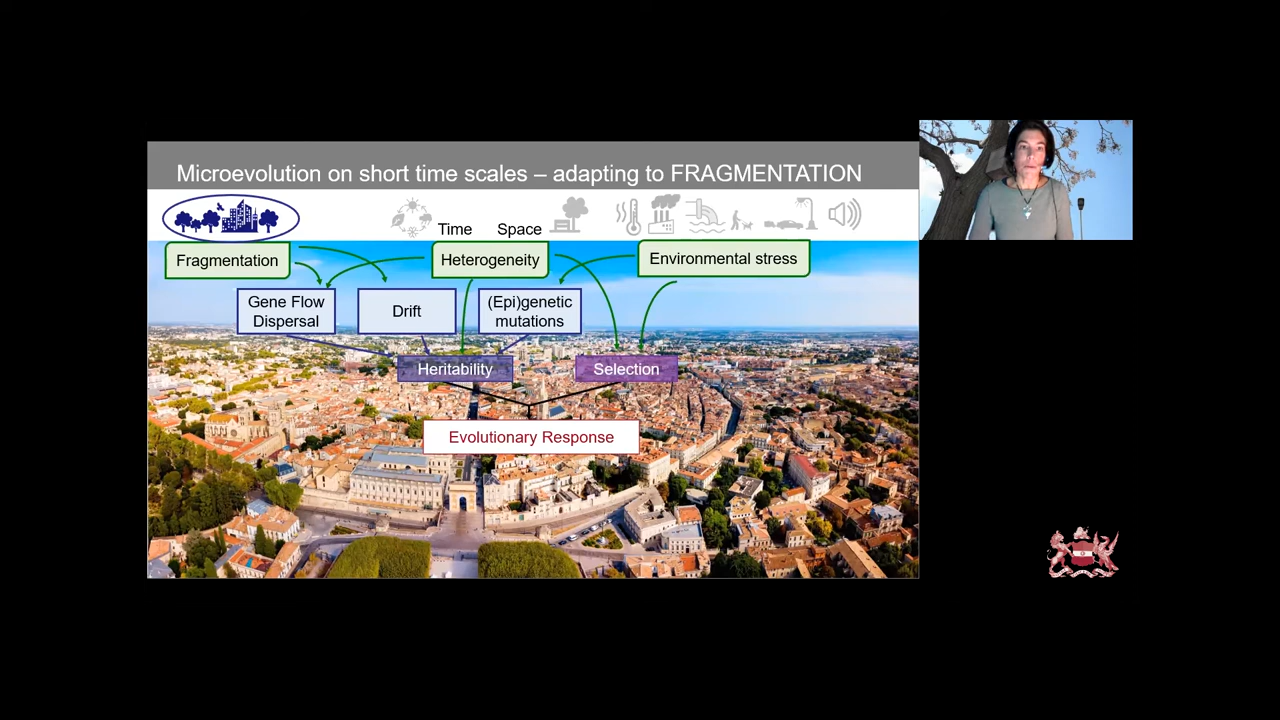 Microevolution on short time scales – adapting to FRAGMENTATION
Time
Space
Fragmentation
Heterogeneity
Environmental stress
Gene Flow
Dispersal
Drift
(Epi)genetic
mutations
Heritability
Selection
Evolutionary Response